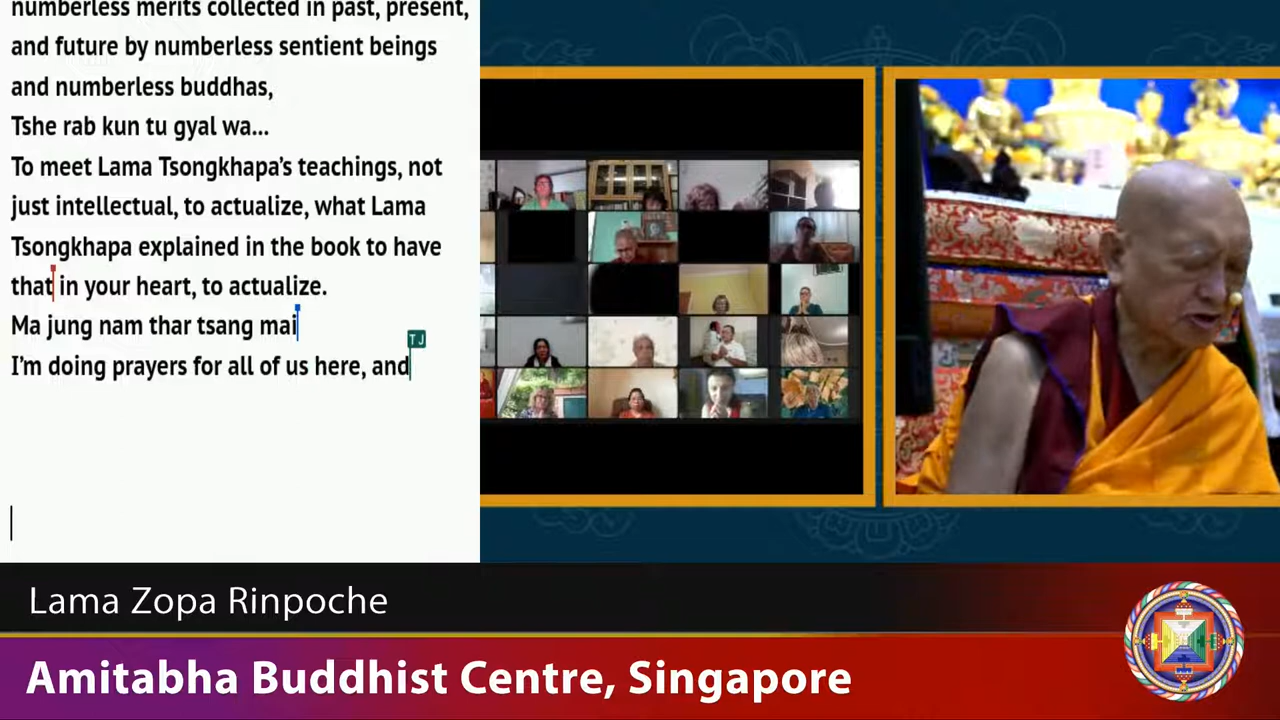 numberless merits collected in past, present,
and future by numberless sentient beings
and numberless buddhas,
Tshe rab kun tu gyal wa...
To meet Lama Tsongkhapa's teachings, not
just intellectual, to actualize, what Lama
Tsongkhapa explained in the book to have
that in your heart, to actualize.
Ma jung nam thar tsang mai
TJ
I'm doing prayers for all of us here, and
Lama Zopa Rinpoche
Amitabha Buddhist Centre, Singapore